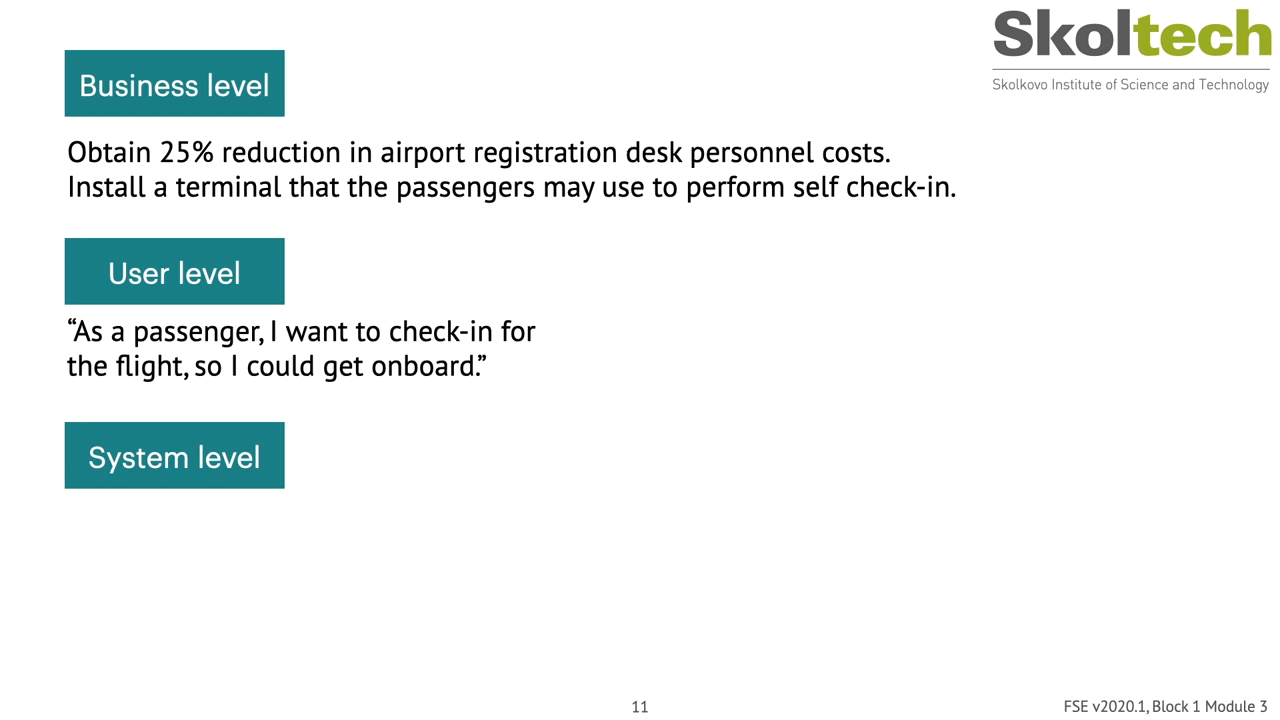 Skoltech
Skolkovo Institute of Science and Technology
Business level
Obtain 25% reduction in airport registration desk personnel costs.
Install a terminal that the passengers may use to perform self check-in.
User level
“As a passenger, I want to check-in for
the flight, so I could get onboard.”
System level
11
FSE v2020.1, Block 1 Module 3